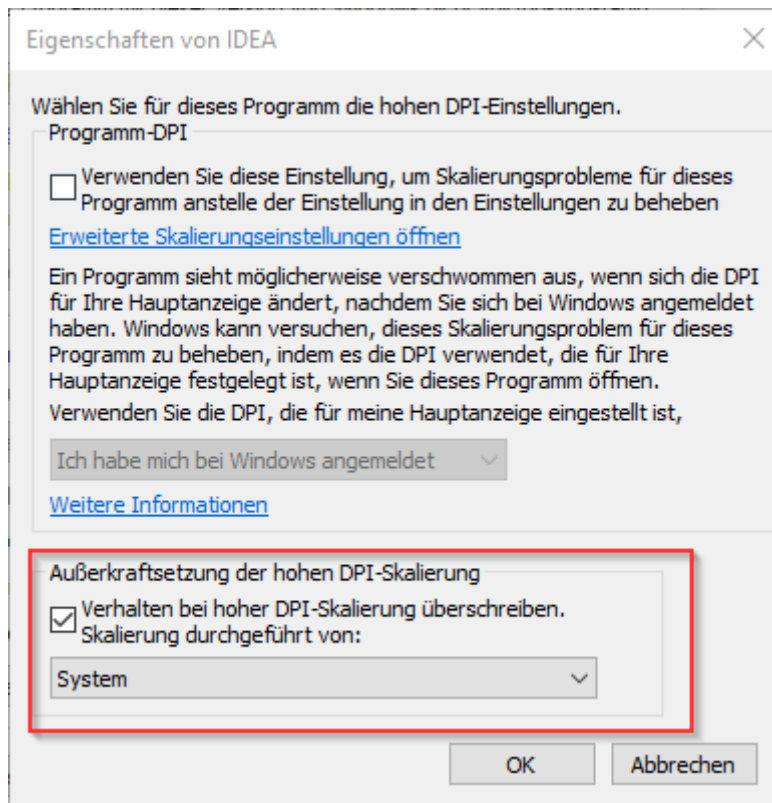 Eigenschaften von IDEA
Wählen Sie für dieses Programm die hohen DPI-Einstellungen.
Programm-DPI
Verwenden Sie diese Einstellung, um Skalierungsprobleme für dieses
Programm anstelle der Einstellung in den Einstellungen zu beheben
Erweiterte Skalierungseinstellungen öffnen
Ein Programm sieht möglicherweise verschwommen aus, wenn sich die DPI
für Ihre Hauptanzeige ändert, nachdem Sie sich bei Windows angemeldet
haben. Windows kann versuchen, dieses Skalierungsproblem für dieses
Programm zu beheben, indem es die DPI verwendet, die für Ihre
Hauptanzeige festgelegt ist, wenn Sie dieses Programm öffnen.
Verwenden Sie die DPI, die für meine Hauptanzeige eingestellt ist,
Ich habe mich bei Windows angemeldet
Weitere Informationen
Außerkraftsetzung der hohen DPI-Skalierung
Verhalten bei hoher DPI-Skalierung überschreiben.
Skalierung durchgeführt von:
System
OK
Abbrechen